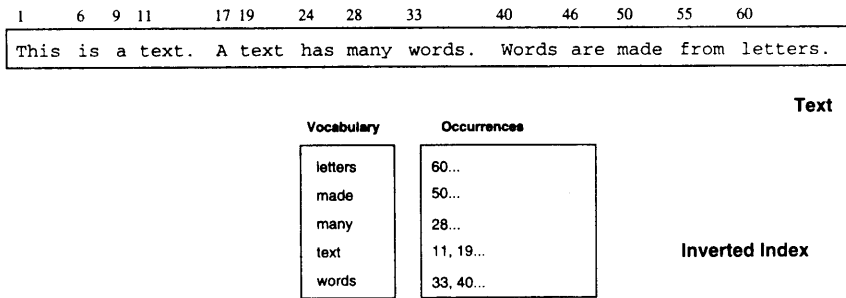 1 6 9 11 17 19 24 28 33 40 46 50 55 60
This is a text. A text has many words. Words are made from letters.
Text
Vocabulary Occurrences
letters 60...
made 50...
many 28...
text 11, 19...
Inverted Index
words 33, 40...